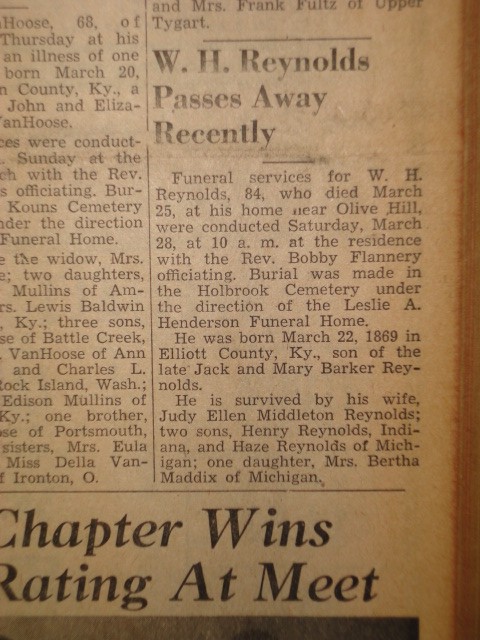 Hoose, 68, of
Thursday at his
an illness of one
born March 20,
n County, Ky., a
John and Eliza-
VanHoose.
ces were conduct-
Sunday at the
ch with the Rev.
s officiating. Bur-
Kouns Cemetery
nder the direction
Funeral Home.
e the widow, Mrs.
e; two daughters,
Mullins of Am-
rs. Lewis Baldwin
, Ky.; three sons,
se of Battle Creek,
VanHoose of Ann
and Charles L.
Rock Island, Wash.;
Edison Mullins of
Ky.; one brother,
se of Portsmouth,
sisters, Mrs. Eula
Miss Della Van-
f Ironton, O.
and Mrs. Frank Fultz of Upper
Tygart.
W. H. Reynolds
Passes Away
Recently
Funeral services for W. H.
Reynolds, 84, who died March
25, at his home near Olive Hill,
were conducted Saturday, March
28, at 10 a. m. at the residence
with the Rev. Bobby Flannery
officiating. Burial was made in
the Holbrook Cemetery under
the direction of the Leslie A.
Henderson Funeral Home.
He was born March 22, 1869 in
Elliott County, Ky., son of the
late Jack and Mary Barker Rey-
nolds.
He is survived by his wife,
Judy Ellen Middleton Reynolds;
two sons, Henry Reynolds, Indi-
ana, and Haze Reynolds of Mich-
igan; one daughter, Mrs. Bertha
Maddix of Michigan.
Chapter Wins
Rating At Meet